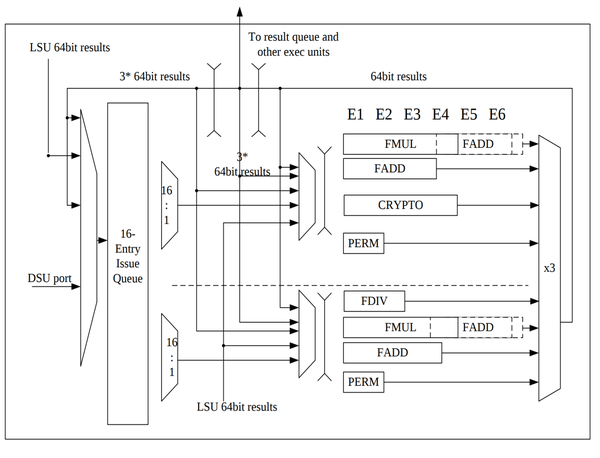 To result queue and
other exec units
LSU 64bit results
3* 64bit results
64bit results
E1 E2 E3 E4 E5 E6
FMUL
FADD
3*
64bit results
FADD
16
:
1
CRYPTO
16-
Entry
Issue
Queue
PERM
x3
DSU port
FDIV
FMUL
FADD
16
:
1
FADD
PERM
LSU 64bit results